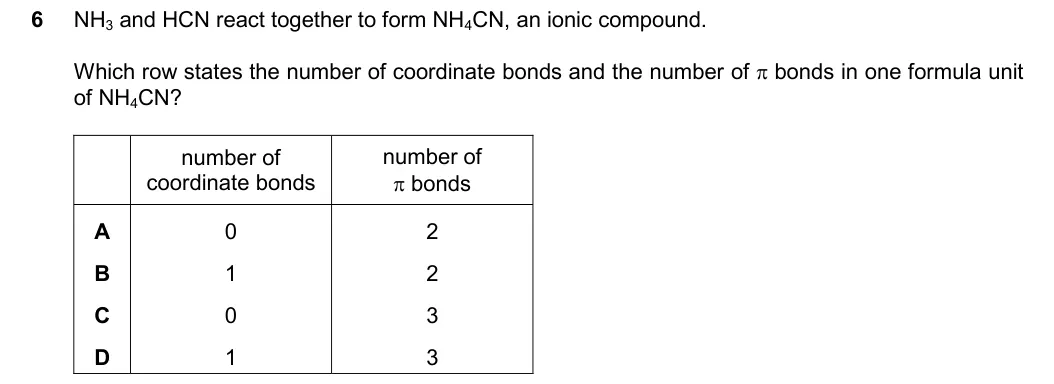 6 NH₃ and HCN react together to form NH₄CN, an ionic compound.
Which row states the number of coordinate bonds and the number of π bonds in one formula unit
of NH₄CN?
number of
coordinate bonds
number of
π bonds
A 0 2
B 1 2
C 0 3
D 1 3